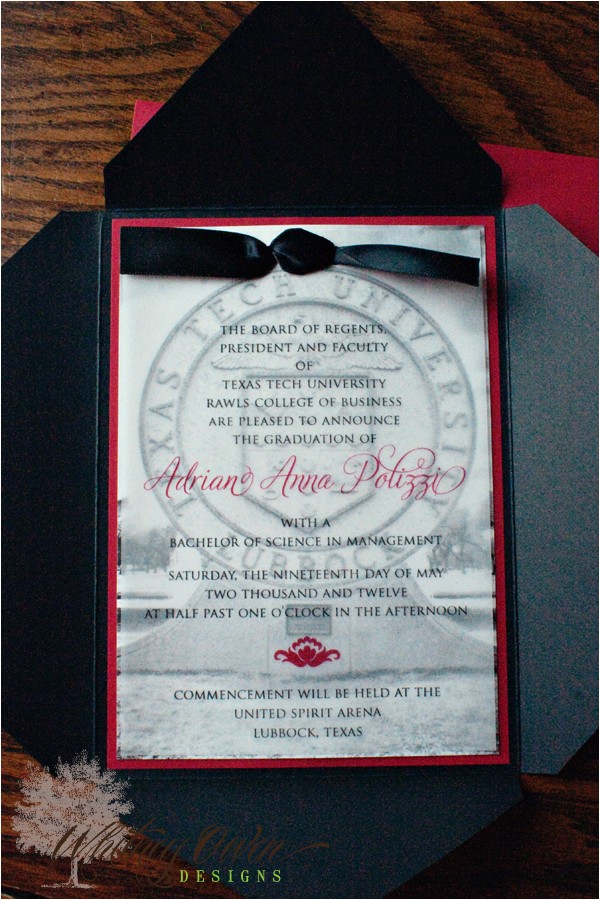 TEXAS TECH UNIVERSITY
THE BOARD OF REGENTS,
PRESIDENT AND FACULTY
OF
TEXAS TECH UNIVERSITY
RAWLS COLLEGE OF BUSINESS
ARE PLEASED TO ANNOUNCE
THE GRADUATION OF
Adrian Anna Polizzi
WITH A
BACHELOR OF SCIENCE IN MANAGEMENT
LUBBOCK
SATURDAY, THE NINETEENTH DAY OF MAY
TWO THOUSAND AND TWELVE
AT HALF PAST ONE O'CLOCK IN THE AFTERNOON
COMMENCEMENT WILL BE HELD AT THE
UNITED SPIRIT ARENA
LUBBOCK, TEXAS
DESIGNS